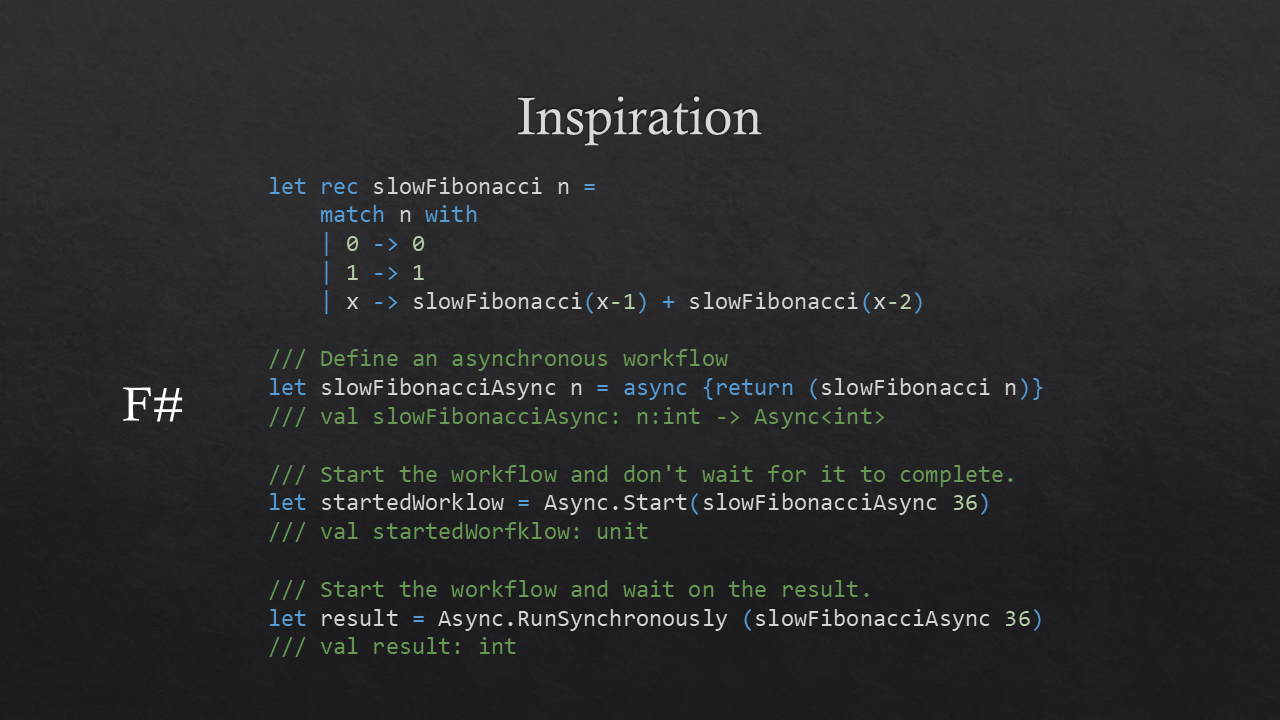 Inspiration
let rec slowFibonacci n =
    match n with
    | 0 -> 0
    | 1 -> 1
    | x -> slowFibonacci(x-1) + slowFibonacci(x-2)
/// Define an asynchronous workflow
F#
let slowFibonacciAsync n = async {return (slowFibonacci n)}
/// val slowFibonacciAsync: n:int -> Async<int>
/// Start the workflow and don't wait for it to complete.
let startedWorklow = Async.Start(slowFibonacciAsync 36)
/// val startedWorfklow: unit
/// Start the workflow and wait on the result.
let result = Async.RunSynchronously (slowFibonacciAsync 36)
/// val result: int